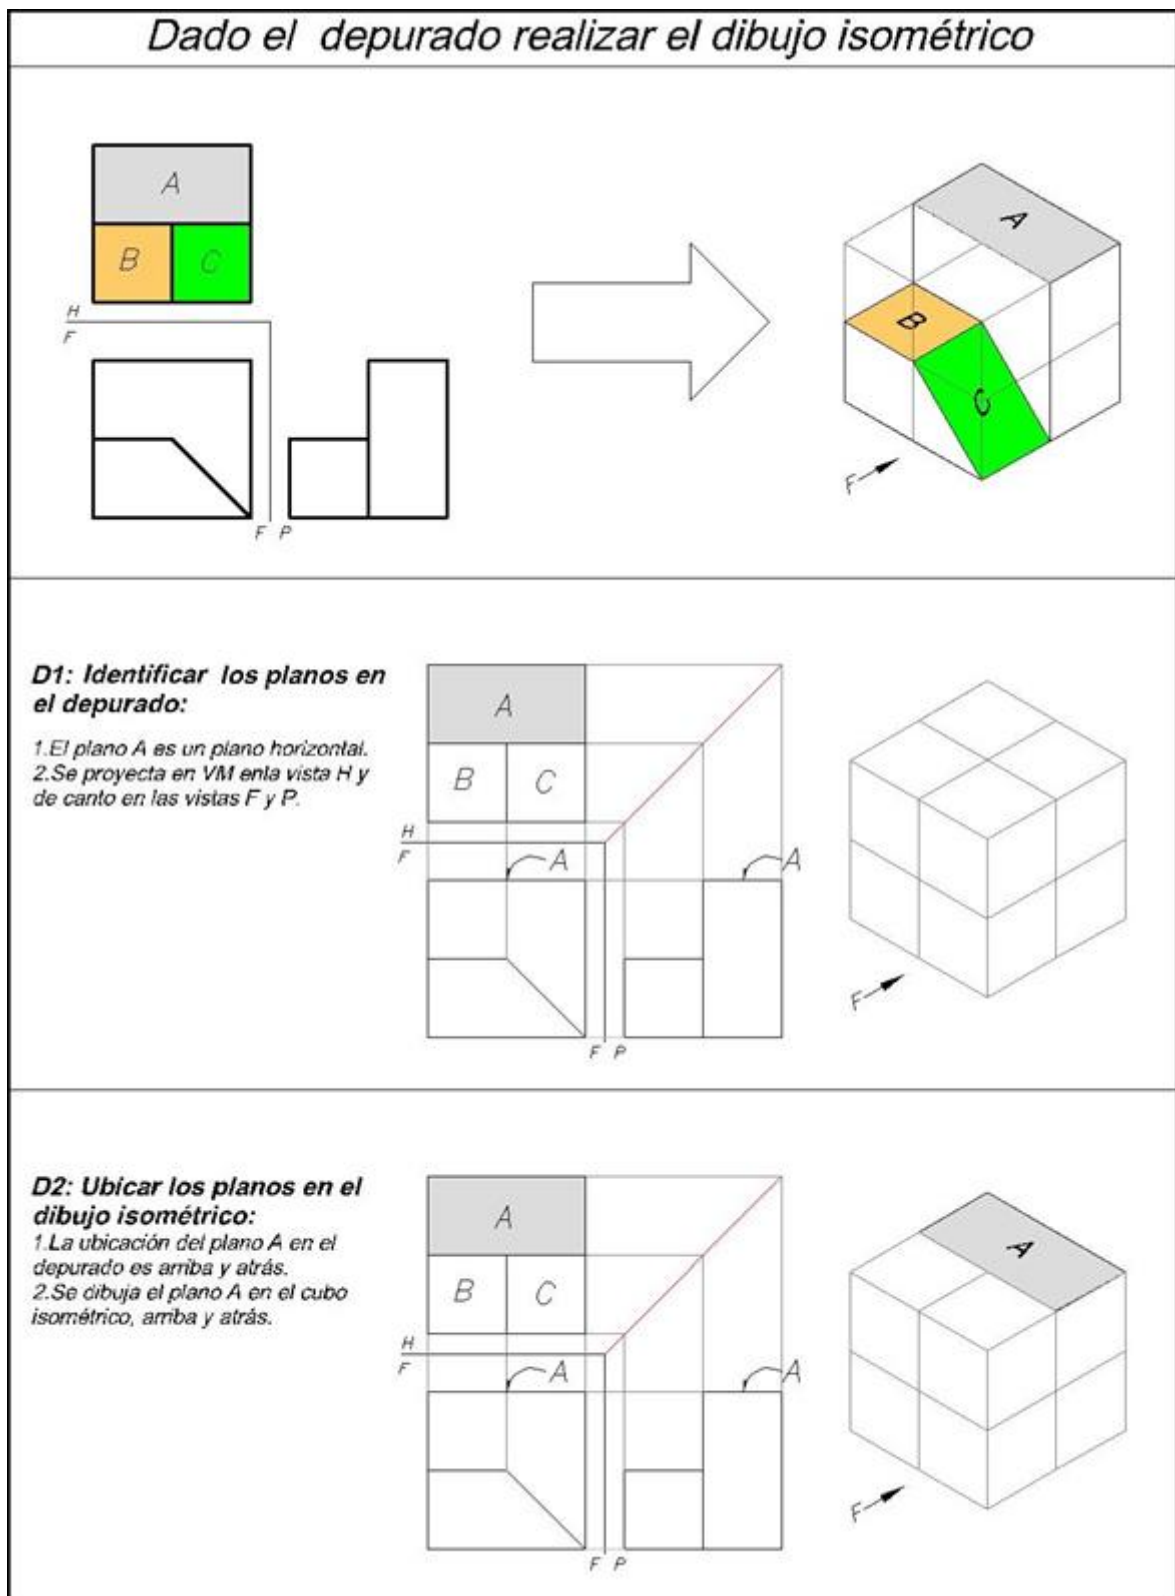 Dado el depurado realizar el dibujo isométrico
A
B
C
H
F
F P
A
B
C
F
D1: Identificar los planos en
el depurado:
1.El plano A es un plano horizontal.
2.Se proyecta en VM enla vista H y
de canto en las vistas F y P.
A
B
C
H
F
A
A
F P
F
D2: Ubicar los planos en el
dibujo isométrico:
1.La ubicación del plano A en el
depurado es arriba y atrás.
2.Se dibuja el plano A en el cubo
isométrico, arriba y atrás.
A
B
C
H
F
A
A
F P
A
F